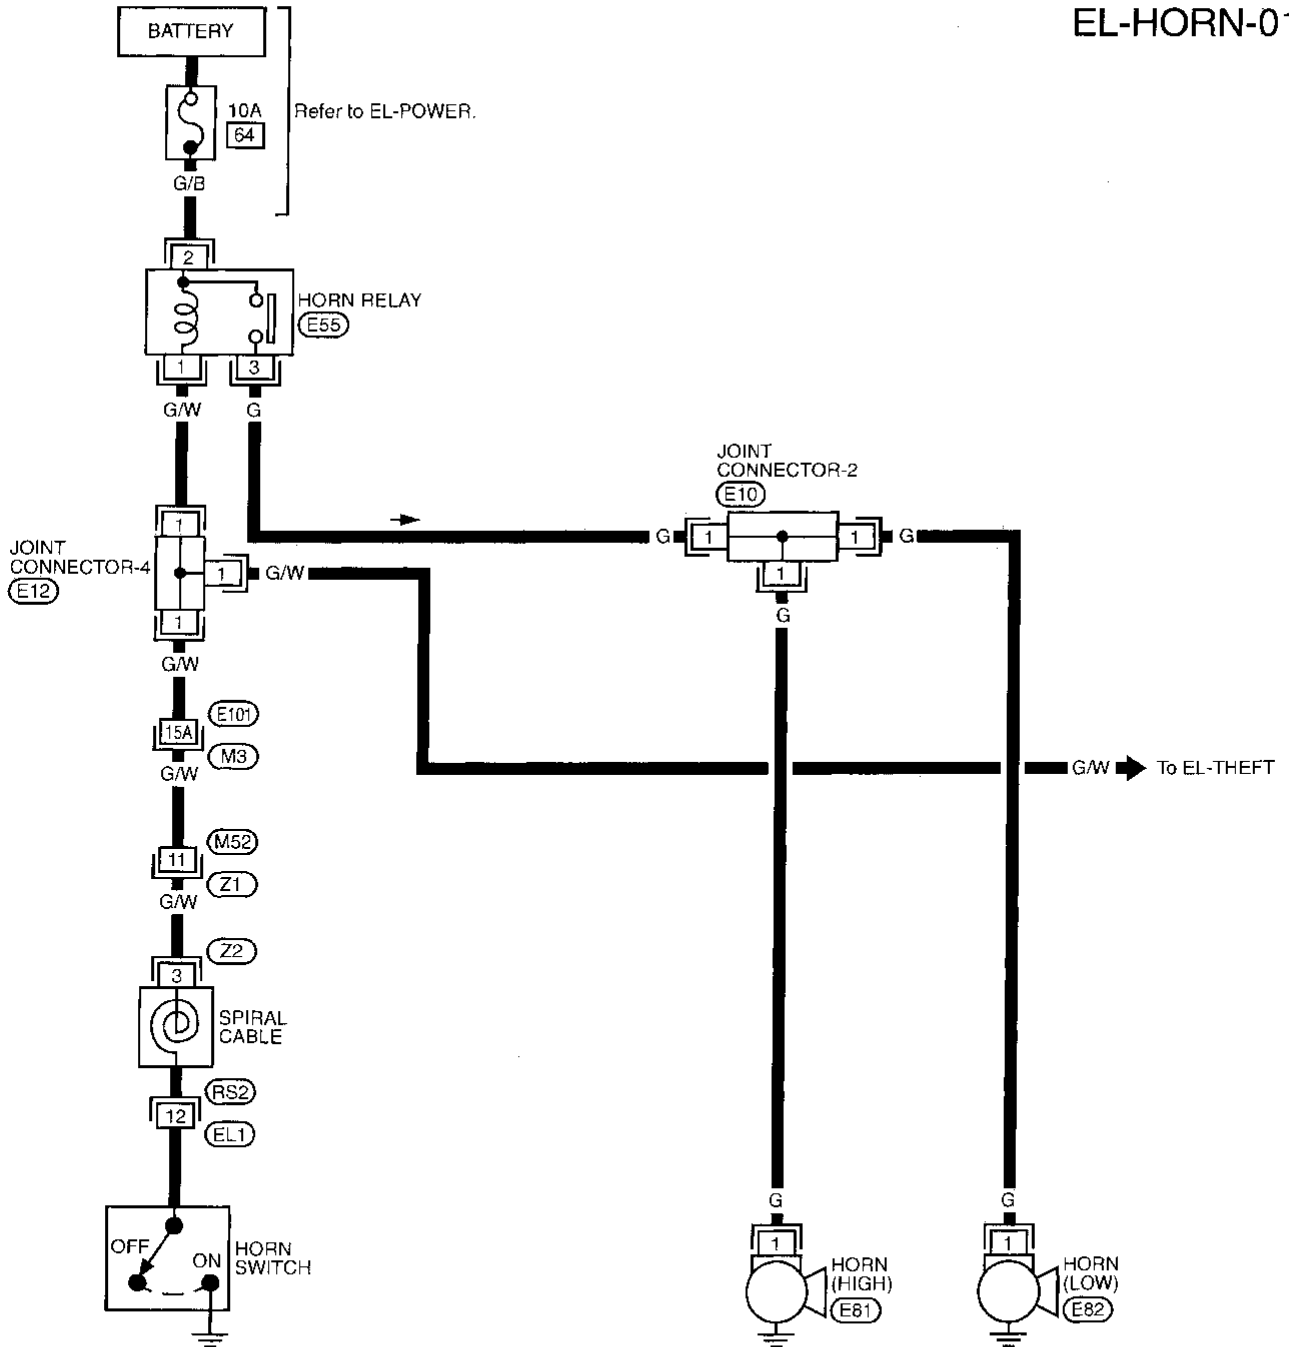 EL-HORN-01
BATTERY
10A
64
Refer to EL-POWER.
G/B
2
HORN RELAY
E55
1
3
G/W
G
JOINT
CONNECTOR-2
E10
1
JOINT
CONNECTOR-4
E12
1
G/W
G
1
1
G
1
G
1
G/W
E101
15A
M3
G/W
G/W
To EL-THEFT
M52
11
Z1
G/W
Z2
3
SPIRAL
CABLE
RS2
12
EL1
G
G
OFF
ON
HORN
SWITCH
1
HORN
(HIGH)
E81
1
HORN
(LOW)
E82